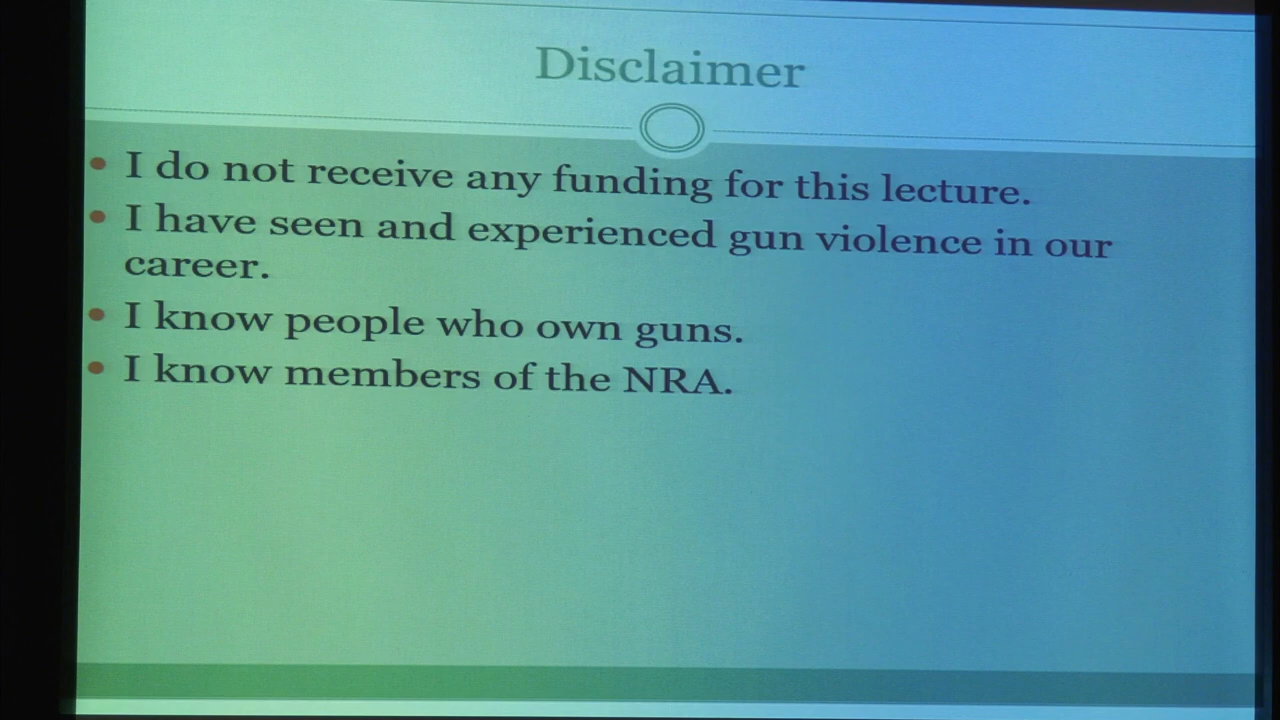 Disclaimer
• I do not receive any funding for this lecture.
• I have seen and experienced gun violence in our
career.
• I know people who own guns.
• I know members of the NRA.